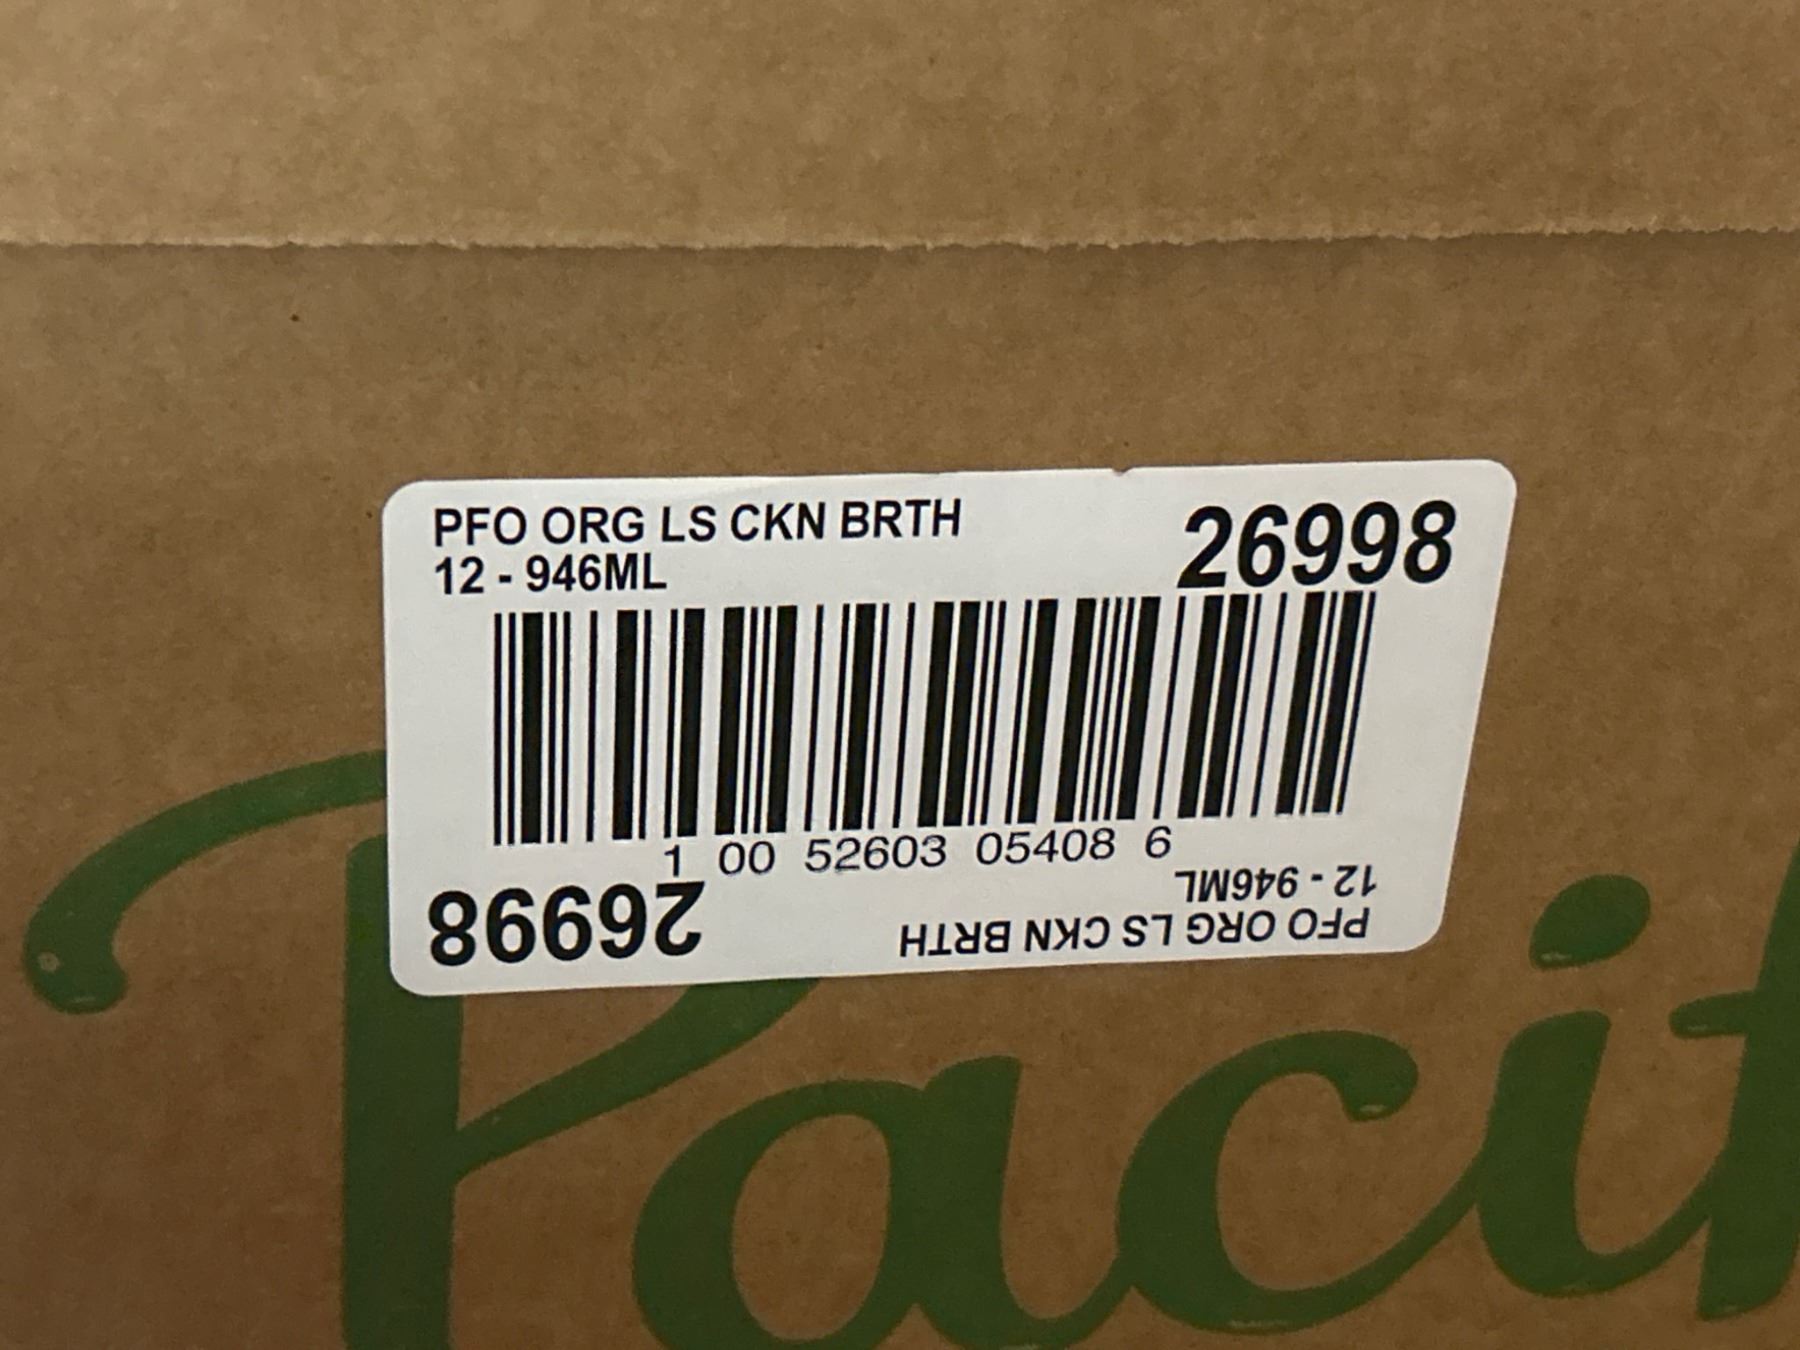 PFO ORG LS CKN BRTH
12 - 946ML
26998
1 00 52603 05408 6
26998
12 - 946ML
PFO ORG LS CKN BRTH
Pacif